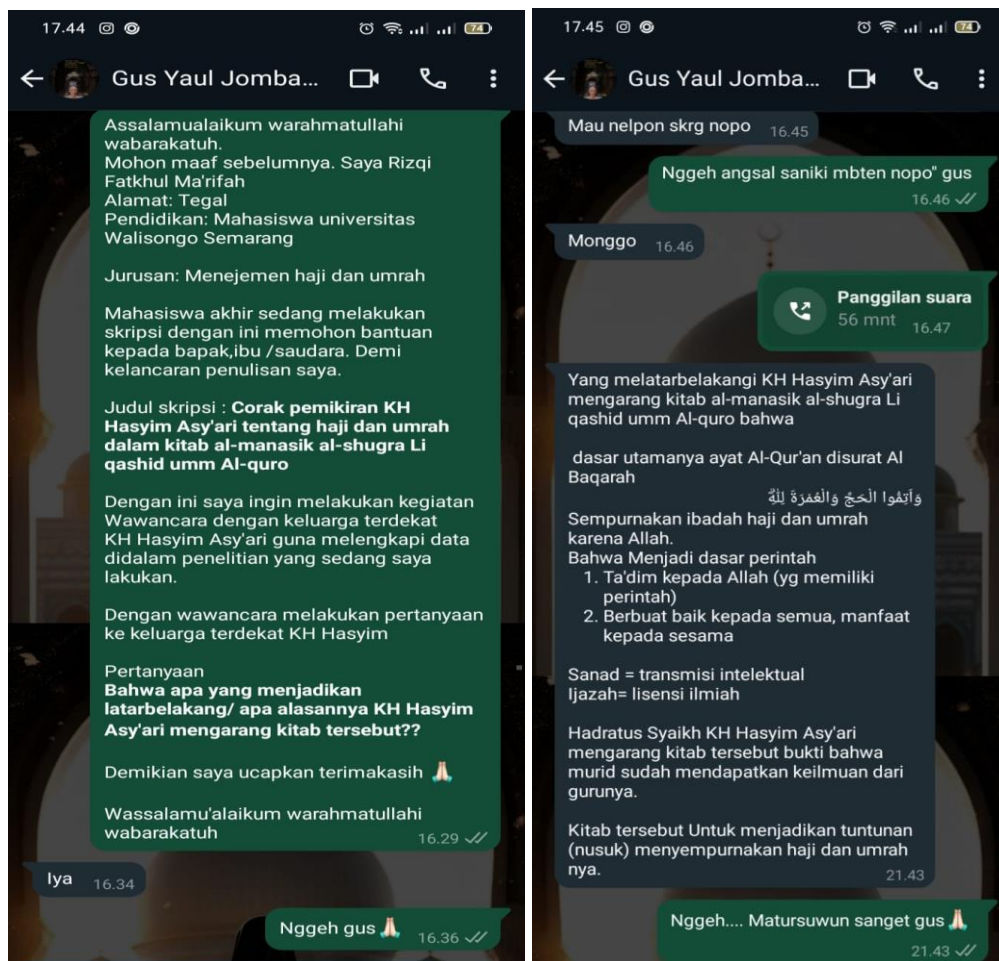 17.44
74
Gus Yaul Jomba...
Assalamualaikum warahmatullahi
wabarakatuh.
Mohon maaf sebelumnya. Saya Rizqi
Fatkhul Ma'rifah
Alamat: Tegal
Pendidikan: Mahasiswa universitas
Walisongo Semarang
Jurusan: Menejemen haji dan umrah
Mahasiswa akhir sedang melakukan
skripsi dengan ini memohon bantuan
kepada bapak,ibu /saudara. Demi
kelancaran penulisan saya.
Judul skripsi : Corak pemikiran KH
Hasyim Asy'ari tentang haji dan umrah
dalam kitab al-manasik al-shugra Li
qashid umm Al-quro
Dengan ini saya ingin melakukan kegiatan
Wawancara dengan keluarga terdekat
KH Hasyim Asy'ari guna melengkapi data
didalam penelitian yang sedang saya
lakukan.
Dengan wawancara melakukan pertanyaan
ke keluarga terdekat KH Hasyim
Pertanyaan
Bahwa apa yang menjadikan
latarbelakang/ apa alasannya KH Hasyim
Asy'ari mengarang kitab tersebut??
Demikian saya ucapkan terimakasih 🙏🏻
Wassalamu'alaikum warahmatullahi
wabarakatuh
16.29
Iya 16.34
Nggeh gus 🙏🏻 16.36
17.45
74
Gus Yaul Jomba...
Mau nelpon skrg nopo 16.45
Nggeh angsal saniki mbten nopo" gus
16.46
Monggo 16.46
Panggilan suara
56 mnt 16.47
Yang melatarbelakangi KH Hasyim Asy'ari
mengarang kitab al-manasik al-shugra Li
qashid umm Al-quro bahwa
dasar utamanya ayat Al-Qur'an disurat Al
Baqarah
وَاَتِمُّوا الْحَجَّ وَالْعُمْرَةَ لِلّٰهِۗ
Sempurnakan ibadah haji dan umrah
karena Allah.
Bahwa Menjadi dasar perintah
1. Ta'dim kepada Allah (yg memiliki
perintah)
2. Berbuat baik kepada semua, manfaat
kepada sesama
Sanad = transmisi intelektual
Ijazah= lisensi ilmiah
Hadratus Syaikh KH Hasyim Asy'ari
mengarang kitab tersebut bukti bahwa
murid sudah mendapatkan keilmuan dari
gurunya.
Kitab tersebut Untuk menjadikan tuntunan
(nusuk) menyempurnakan haji dan umrah
nya.
21.43
Nggeh.... Matursuwun sanget gus 🙏🏻
21.43